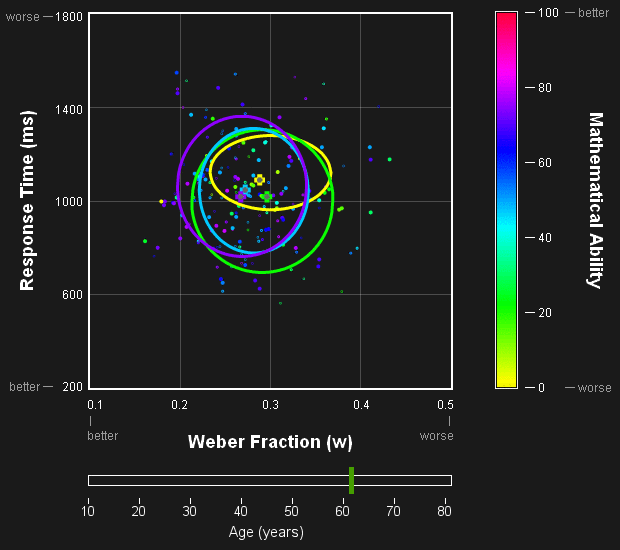 worse
1800
1400
1000
600
200
better
Response Time (ms)
0.1 0.2 0.3 0.4 0.5
better
worse
Weber Fraction (w)
10 20 30 40 50 60 70 80
Age (years)
100
80
60
40
20
0
better
worse
Mathematical Ability